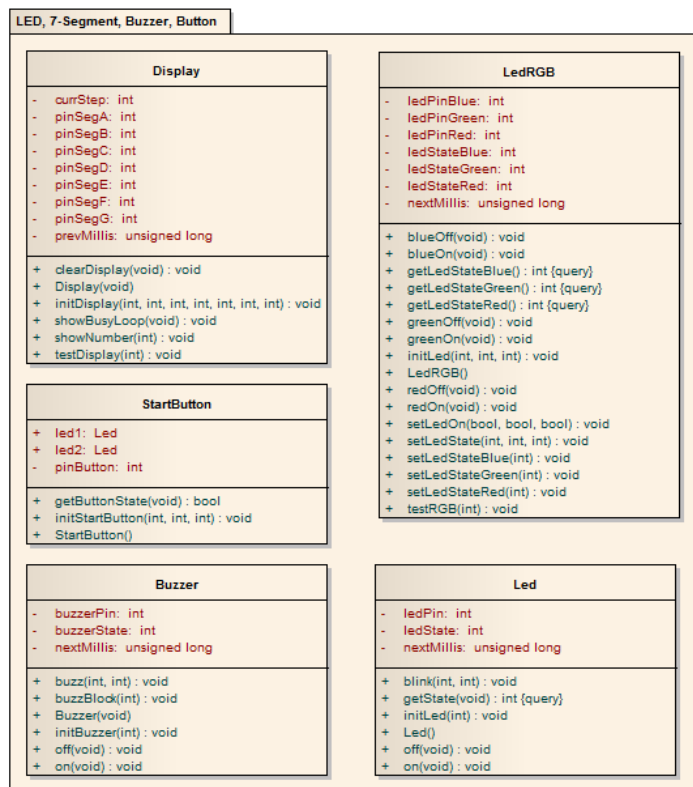 LED, 7-Segment, Buzzer, Button
Display
- currStep: int
- pinSegA: int
- pinSegB: int
- pinSegC: int
- pinSegD: int
- pinSegE: int
- pinSegF: int
- pinSegG: int
- prevMillis: unsigned long
+ clearDisplay(void) : void
+ Display(void)
+ initDisplay(int, int, int, int, int, int, int) : void
+ showBusyLoop(void) : void
+ showNumber(int) : void
+ testDisplay(int) : void
LedRGB
- ledPinBlue: int
- ledPinGreen: int
- ledPinRed: int
- ledStateBlue: int
- ledStateGreen: int
- ledStateRed: int
- nextMillis: unsigned long
+ blueOff(void) : void
+ blueOn(void) : void
+ getLedStateBlue() : int {query}
+ getLedStateGreen() : int {query}
+ getLedStateRed() : int {query}
+ greenOff(void) : void
+ greenOn(void) : void
+ initLed(int, int, int) : void
+ LedRGB()
+ redOff(void) : void
+ redOn(void) : void
+ setLedOn(bool, bool, bool) : void
+ setLedState(int, int, int) : void
+ setLedStateBlue(int) : void
+ setLedStateGreen(int) : void
+ setLedStateRed(int) : void
+ testRGB(int) : void
StartButton
+ led1: Led
+ led2: Led
- pinButton: int
+ getButtonState(void) : bool
+ initStartButton(int, int, int) : void
+ StartButton()
Buzzer
- buzzerPin: int
- buzzerState: int
- nextMillis: unsigned long
+ buzz(int, int) : void
+ buzzBlock(int) : void
+ Buzzer(void)
+ initBuzzer(int) : void
+ off(void) : void
+ on(void) : void
Led
- ledPin: int
- ledState: int
- nextMillis: unsigned long
+ blink(int, int) : void
+ getState(void) : int {query}
+ initLed(int) : void
+ Led()
+ off(void) : void
+ on(void) : void